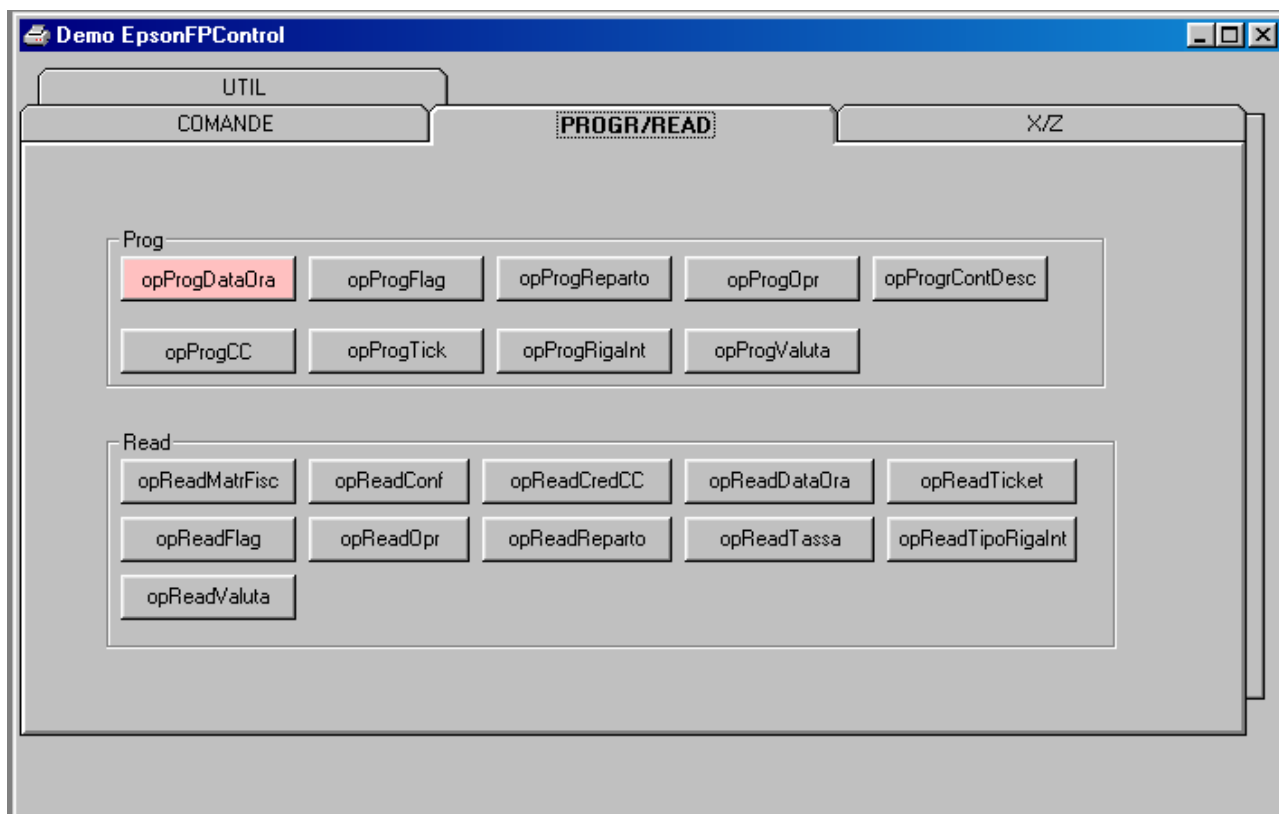 Demo EpsonFPControl
UTIL
COMANDE PROGR/READ X/Z
Prog
opProgDataOra opProgFlag opProgReparto opProgOpr opProgrContDesc
opProgCC opProgTick opProgRigaInt opProgValuta
Read
opReadMatrFisc opReadConf opReadCredCC opReadDataOra opReadTicket
opReadFlag opReadOpr opReadReparto opReadTassa opReadTipoRigaInt
opReadValuta